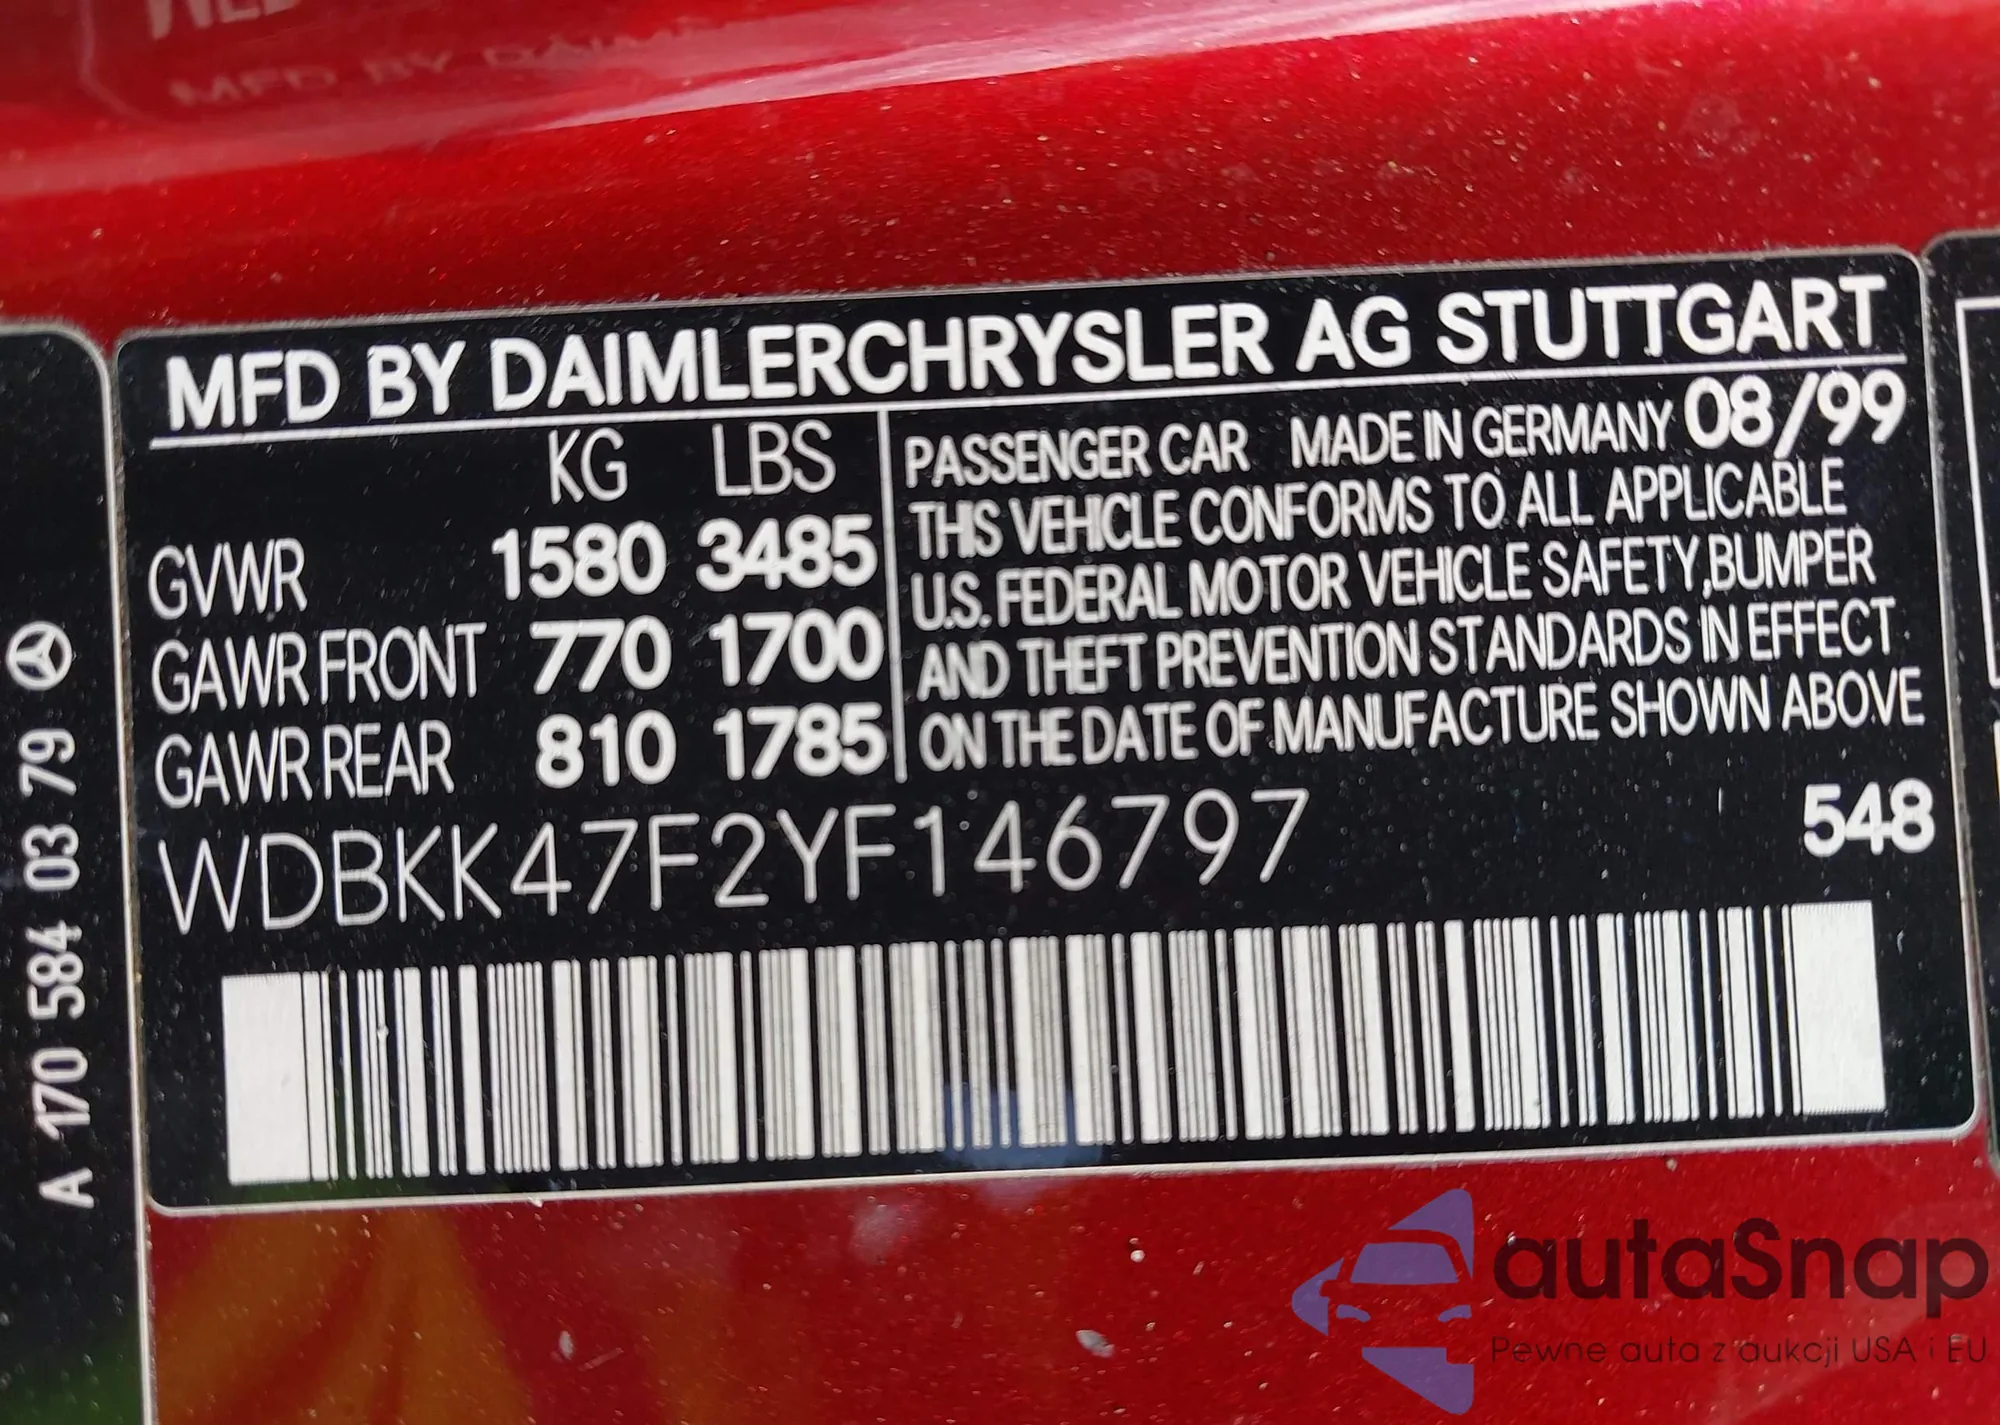 MFD BY DAIMLERCHRYSLER AG STUTTGART
KG LBS
GVWR 1580 3485
GAWR FRONT 770 1700
GAWR REAR 810 1785
PASSENGER CAR MADE IN GERMANY 08/99
THIS VEHICLE CONFORMS TO ALL APPLICABLE
U.S. FEDERAL MOTOR VEHICLE SAFETY,BUMPER
AND THEFT PREVENTION STANDARDS IN EFFECT
ON THE DATE OF MANUFACTURE SHOWN ABOVE
WDBKK47F2YF146797 548
A 170 584 03 79
autaSnap
Pewne auta z aukcji USA i EU